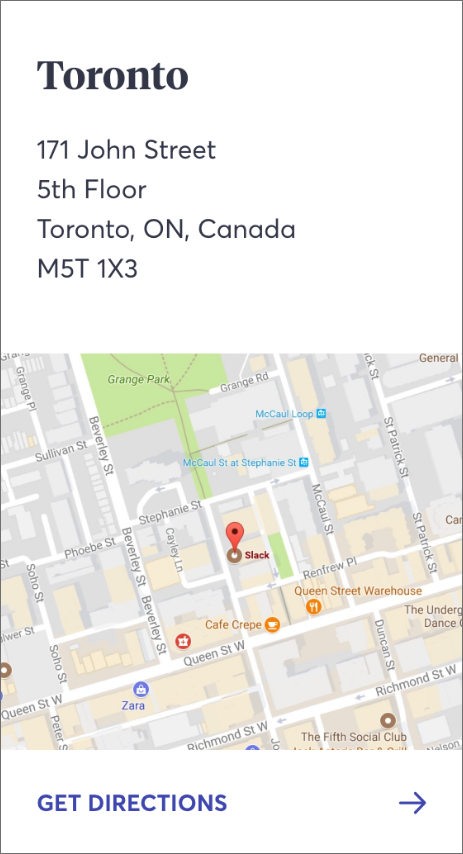 Toronto
171 John Street
5th Floor
Toronto, ON, Canada
M5T 1X3
Grange Pl
Grange Park
Grange Rd
General
McCaul Loop
Sullivan St
Beverley St
St Patrick St
McCaul St at Stephanie St
Stephanie St
McCaul St
Phoebe St
Cayley Ln
Beverley St
Slack
Renfrew Pl
Soho St
Queen Street Warehouse
Beverley St
Cafe Crepe
The Underg
Dance C
Soho St
Queen St W
Duncan St
Queen St W
Zara
Richmond St W
Peter S
Richmond St W
The Fifth Social Club
Nelson
GET DIRECTIONS